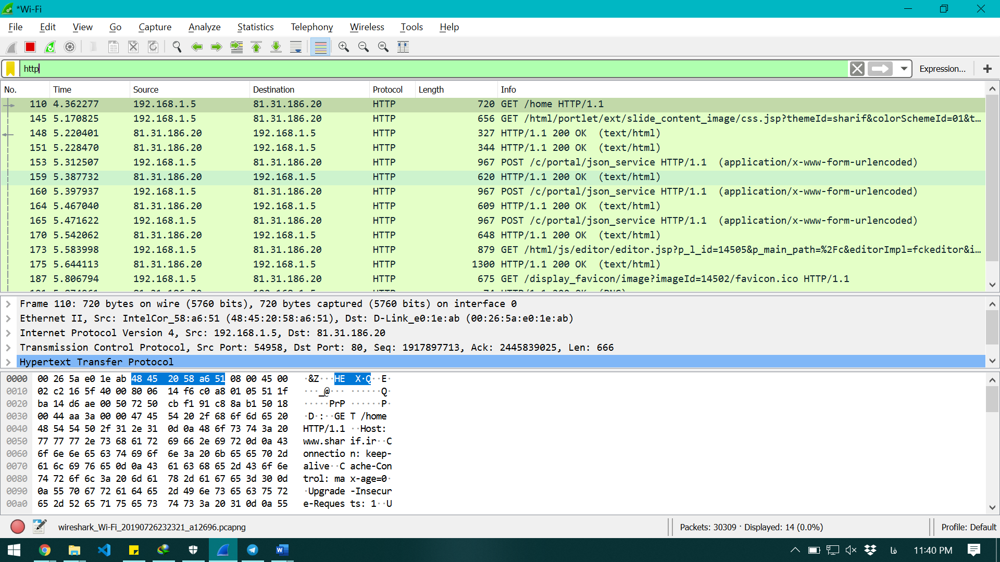 *Wi-Fi
File Edit View Go Capture Analyze Statistics Telephony Wireless Tools Help
http
Expression... +
No. Time Source Destination Protocol Length Info
110 4.362277 192.168.1.5 81.31.186.20 HTTP 720 GET /home HTTP/1.1
145 5.170825 192.168.1.5 81.31.186.20 HTTP 656 GET /html/portlet/ext/slide_content_image/css.jsp?themeId=sharif&colorSchemeId=01&t...
148 5.220401 81.31.186.20 192.168.1.5 HTTP 327 HTTP/1.1 200 OK (text/html)
151 5.228470 81.31.186.20 192.168.1.5 HTTP 344 HTTP/1.1 200 OK (text/html)
153 5.312507 192.168.1.5 81.31.186.20 HTTP 967 POST /c/portal/json_service HTTP/1.1 (application/x-www-form-urlencoded)
159 5.387732 81.31.186.20 192.168.1.5 HTTP 620 HTTP/1.1 200 OK (text/html)
160 5.397937 192.168.1.5 81.31.186.20 HTTP 967 POST /c/portal/json_service HTTP/1.1 (application/x-www-form-urlencoded)
164 5.467040 81.31.186.20 192.168.1.5 HTTP 609 HTTP/1.1 200 OK (text/html)
165 5.471622 192.168.1.5 81.31.186.20 HTTP 967 POST /c/portal/json_service HTTP/1.1 (application/x-www-form-urlencoded)
170 5.542062 81.31.186.20 192.168.1.5 HTTP 648 HTTP/1.1 200 OK (text/html)
173 5.583998 192.168.1.5 81.31.186.20 HTTP 879 GET /html/js/editor/editor.jsp?p_l_id=14505&p_main_path=%2Fc&editorImpl=fckeditor&i...
175 5.644113 81.31.186.20 192.168.1.5 HTTP 1300 HTTP/1.1 200 OK (text/html)
187 5.806794 192.168.1.5 81.31.186.20 HTTP 675 GET /display_favicon/image?imageId=14502/favicon.ico HTTP/1.1
Frame 110: 720 bytes on wire (5760 bits), 720 bytes captured (5760 bits) on interface 0
Ethernet II, Src: IntelCor_58:a6:51 (48:45:20:58:a6:51), Dst: D-Link_e0:1e:ab (00:26:5a:e0:1e:ab)
Internet Protocol Version 4, Src: 192.168.1.5, Dst: 81.31.186.20
Transmission Control Protocol, Src Port: 54958, Dst Port: 80, Seq: 1917897713, Ack: 2445839025, Len: 666
Hypertext Transfer Protocol
0000 00 26 5a e0 1e ab 48 45 20 58 a6 51 08 00 45 00 ·&Z···HE X·Q··E·
0010 02 c2 16 5f 40 00 80 06 14 f6 c0 a8 01 05 51 1f ···_@··· ······Q·
0020 ba 14 d6 ae 00 50 72 50 cb f1 91 c8 8a b1 50 18 ·····PrP ······P·
0030 00 44 aa 3a 00 00 47 45 54 20 2f 68 6f 6d 65 20 ·D·:··GE T /home
0040 48 54 54 50 2f 31 2e 31 0d 0a 48 6f 73 74 3a 20 HTTP/1.1 ··Host:
0050 77 77 77 2e 73 68 61 72 69 66 2e 69 72 0d 0a 43 www.shar if.ir··C
0060 6f 6e 6e 65 63 74 69 6f 6e 3a 20 6b 65 65 70 2d onnectio n: keep-
0070 61 6c 69 76 65 0d 0a 43 61 63 68 65 2d 43 6f 6e alive··C ache-Con
0080 74 72 6f 6c 3a 20 6d 61 78 2d 61 67 65 3d 30 0d trol: ma x-age=0·
0090 0a 55 70 67 72 61 64 65 2d 49 6e 73 65 63 75 72 ·Upgrade -Insecur
00a0 65 2d 52 65 71 75 65 73 74 73 3a 20 31 0d 0a 55 e-Reques ts: 1··U
wireshark_Wi-Fi_20190726232321_a12696.pcapng Packets: 30309 · Displayed: 14 (0.0%) Profile: Default
فا 11:40 PM